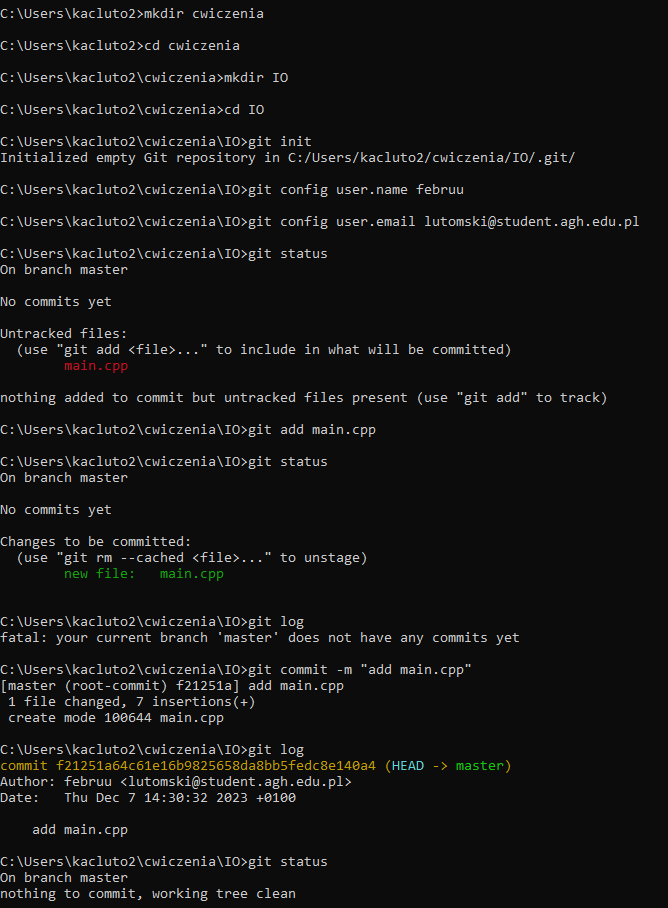 C:\Users\kacluto2>mkdir cwiczenia
C:\Users\kacluto2>cd cwiczenia
C:\Users\kacluto2\cwiczenia>mkdir IO
C:\Users\kacluto2\cwiczenia>cd IO
C:\Users\kacluto2\cwiczenia\IO>git init
Initialized empty Git repository in C:/Users/kacluto2/cwiczenia/IO/.git/
C:\Users\kacluto2\cwiczenia\IO>git config user.name februu
C:\Users\kacluto2\cwiczenia\IO>git config user.email lutomski@student.agh.edu.pl
C:\Users\kacluto2\cwiczenia\IO>git status
On branch master
No commits yet
Untracked files:
  (use "git add <file>..." to include in what will be committed)
        main.cpp
nothing added to commit but untracked files present (use "git add" to track)
C:\Users\kacluto2\cwiczenia\IO>git add main.cpp
C:\Users\kacluto2\cwiczenia\IO>git status
On branch master
No commits yet
Changes to be committed:
  (use "git rm --cached <file>..." to unstage)
        new file:   main.cpp
C:\Users\kacluto2\cwiczenia\IO>git log
fatal: your current branch 'master' does not have any commits yet
C:\Users\kacluto2\cwiczenia\IO>git commit -m "add main.cpp"
[master (root-commit) f21251a] add main.cpp
 1 file changed, 7 insertions(+)
 create mode 100644 main.cpp
C:\Users\kacluto2\cwiczenia\IO>git log
commit f21251a64c61e16b9825658da8bb5fedc8e140a4 (HEAD -> master)
Author: februu <lutomski@student.agh.edu.pl>
Date:   Thu Dec 7 14:30:32 2023 +0100
    add main.cpp
C:\Users\kacluto2\cwiczenia\IO>git status
On branch master
nothing to commit, working tree clean